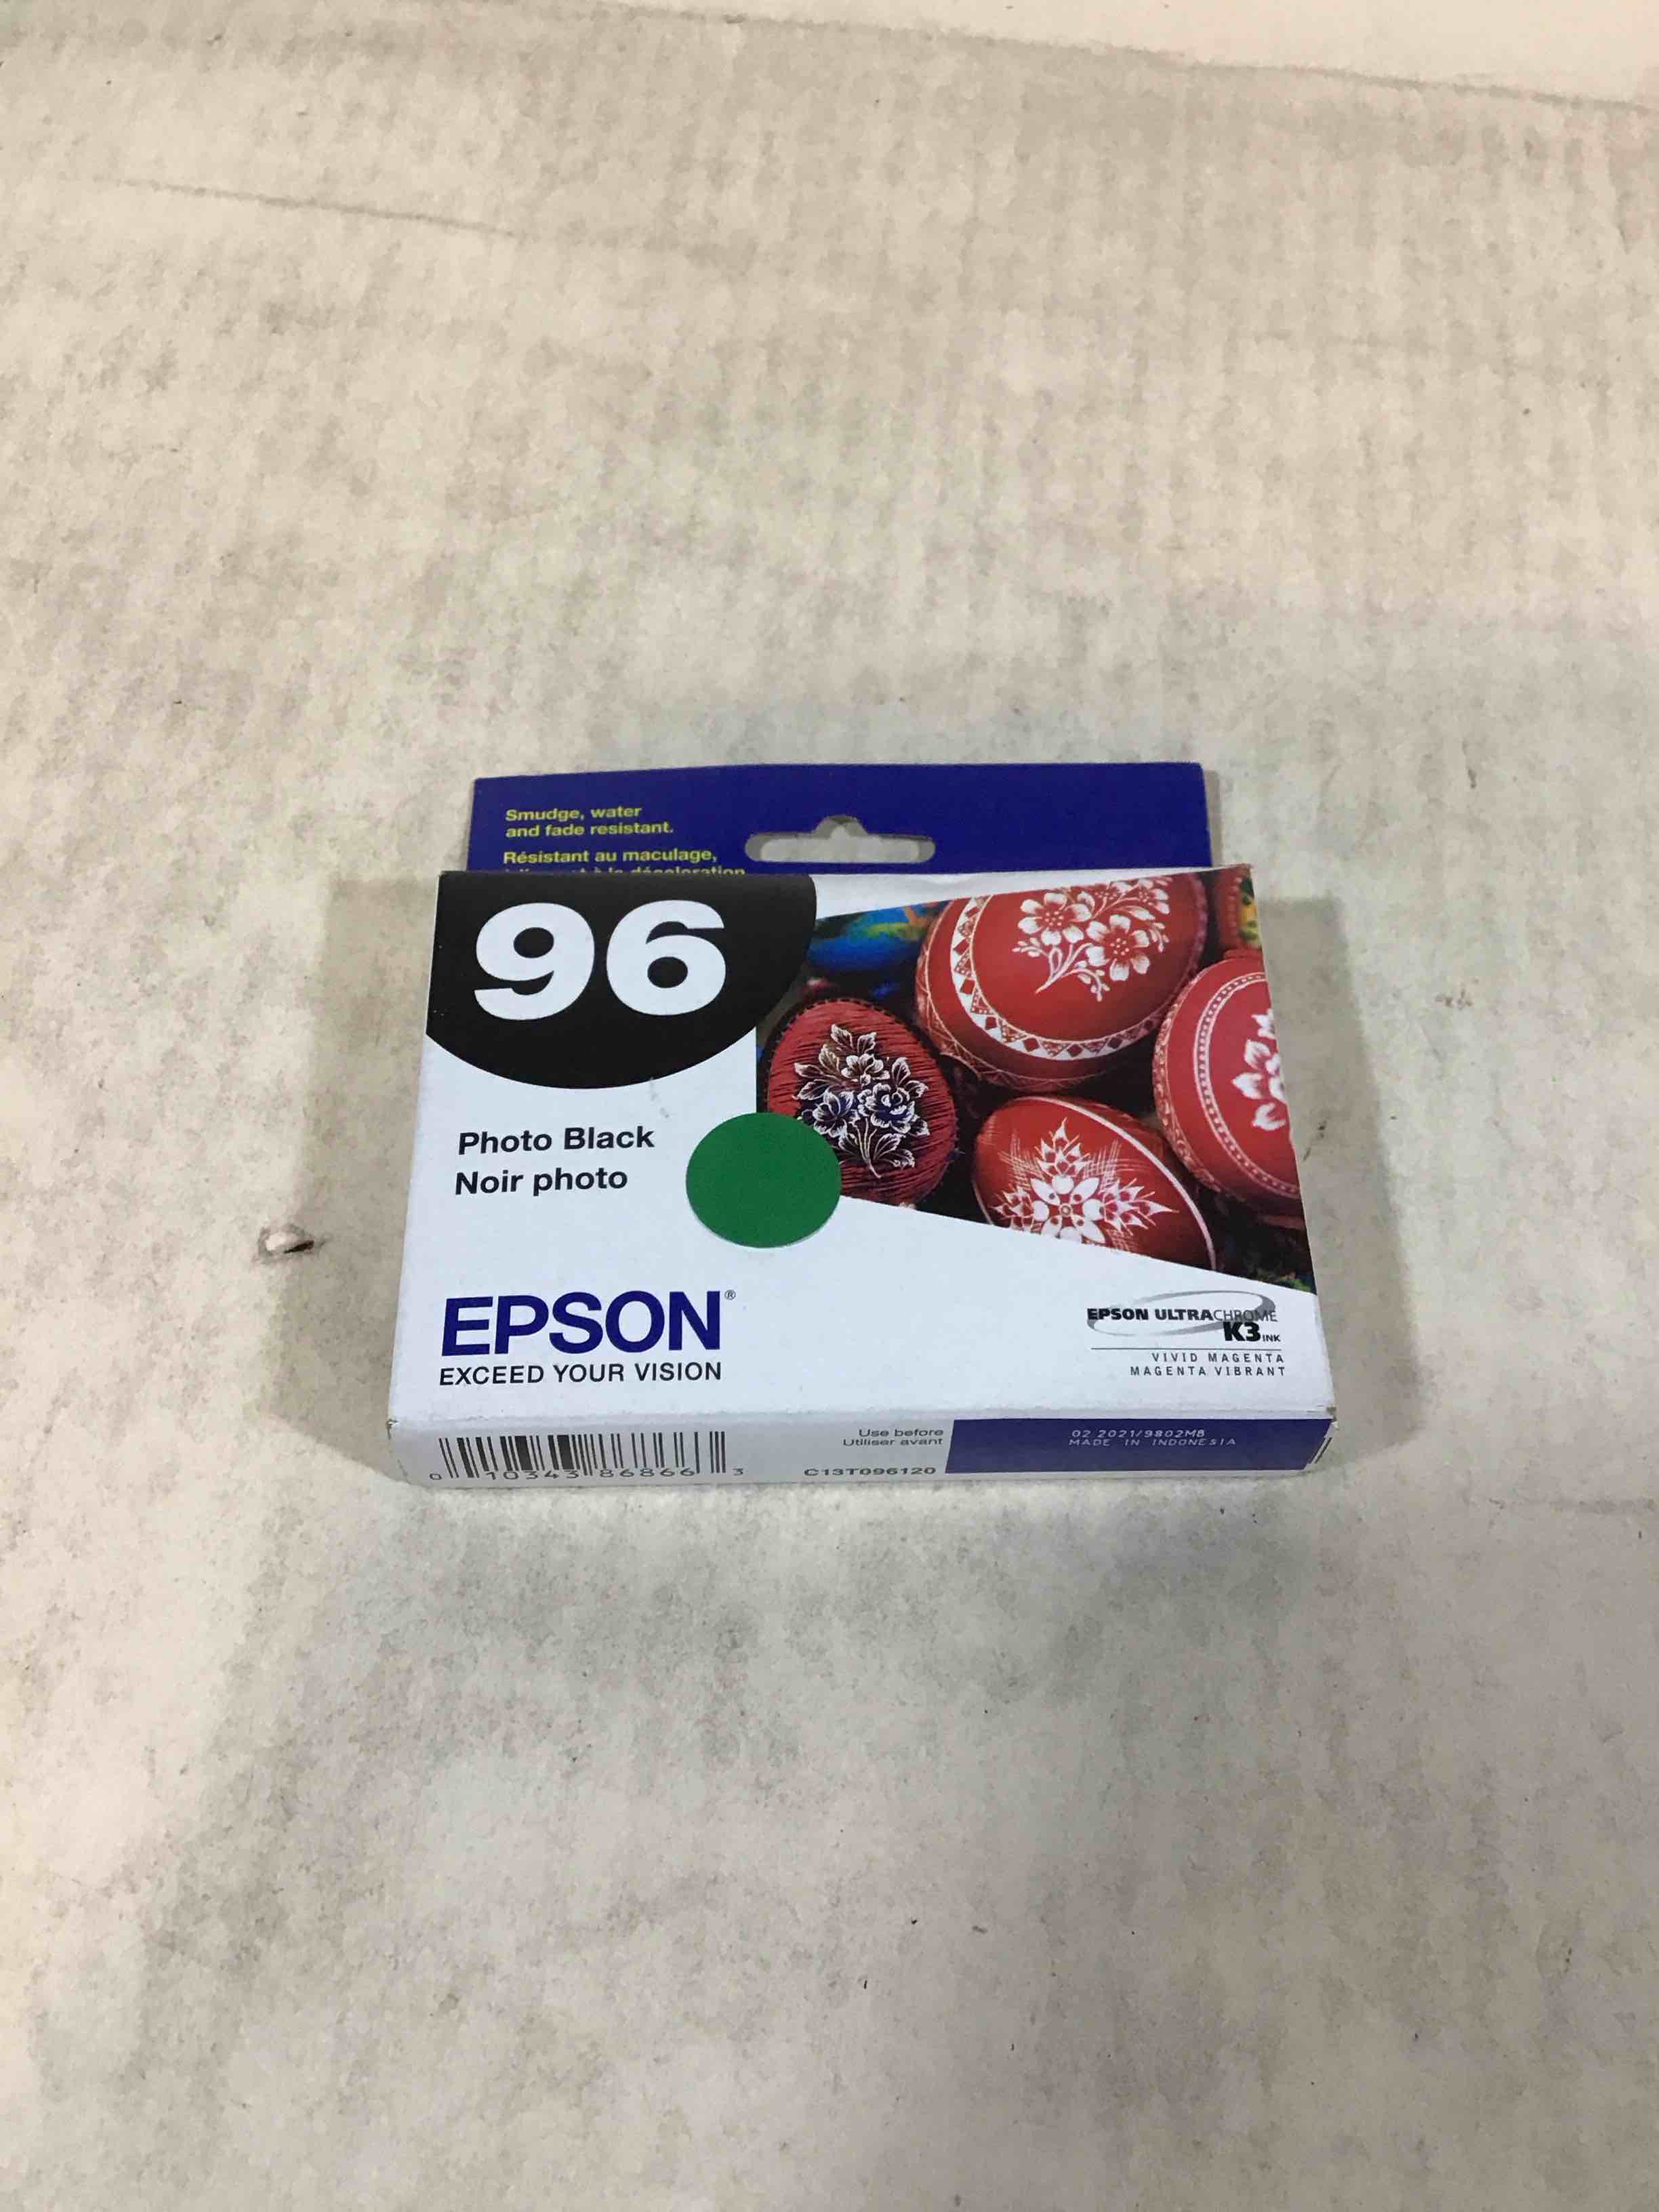 Smudge, water
and fade resistant.
Résistant au maculage,
96
Photo Black
Noir photo
EPSON®
EXCEED YOUR VISION
EPSON ULTRACHROME
K3 INK
VIVID MAGENTA
MAGENTA VIBRANT
0 10343 86866 3
Use before
Utiliser avant
C13T096120
02 2021/9802MB
MADE IN INDONESIA